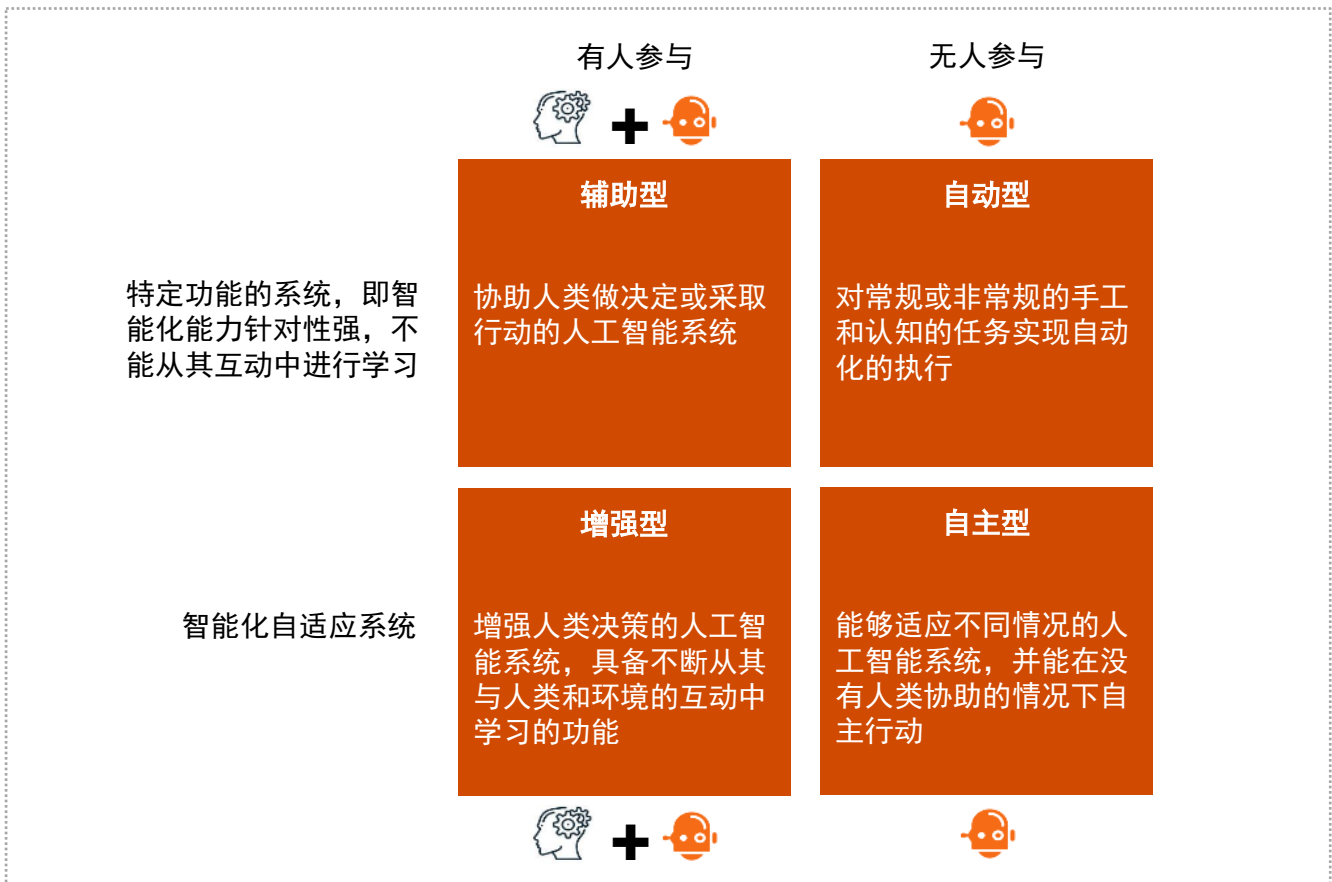 有人参与
无人参与
辅助型
自动型
特定功能的系统，即智
能化能力针对性强，不
能从其互动中进行学习
协助人类做决定或采取
行动的人工智能系统
对常规或非常规的手工
和认知的任务实现自动
化的执行
增强型
自主型
智能化自适应系统
增强人类决策的人工智
能系统，具备不断从其
与人类和环境的互动中
学习的功能
能够适应不同情况的人
工智能系统，并能在没
有人类协助的情况下自
主行动